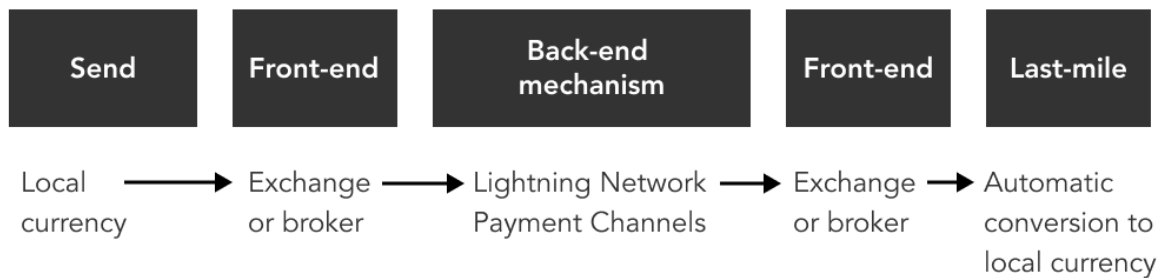 Send
Front-end
Back-end
mechanism
Front-end
Last-mile
Local
currency
Exchange
or broker
Lightning Network
Payment Channels
Exchange
or broker
Automatic
conversion to
local currency